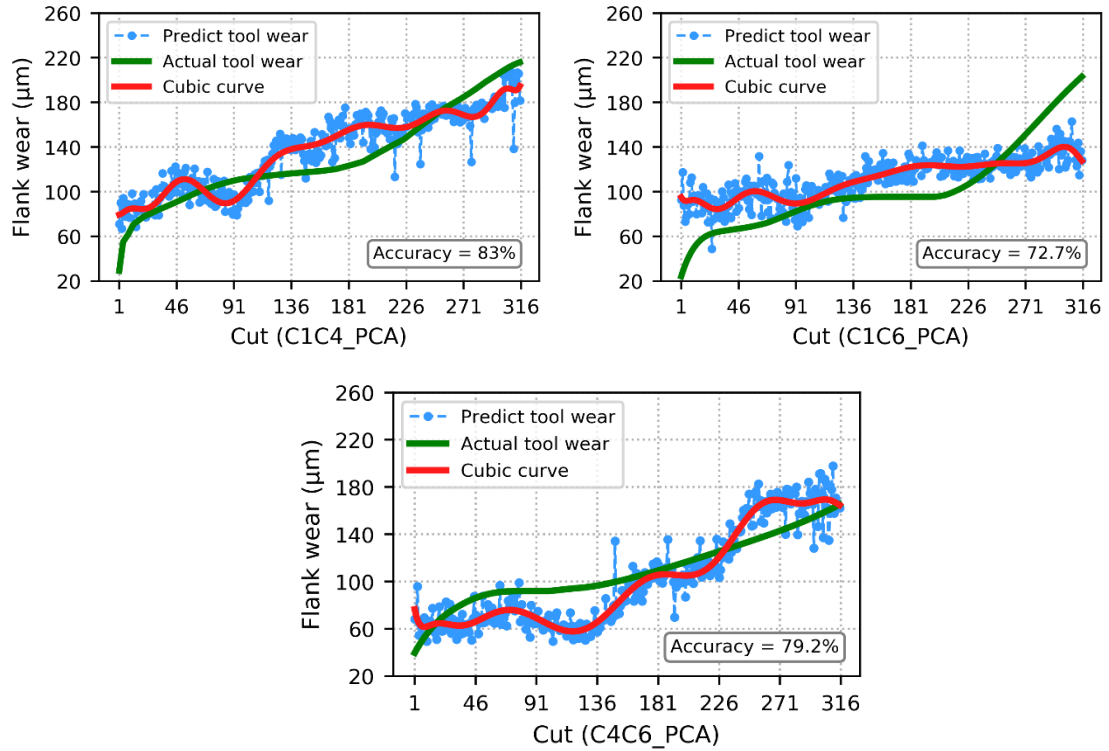 260
220
180
140
100
60
20
Flank wear (μm)
Predict tool wear
Actual tool wear
Cubic curve
Accuracy = 83%
1 46 91 136 181 226 271 316
Cut (C1C4_PCA)
260
220
180
140
100
60
20
Flank wear (μm)
Predict tool wear
Actual tool wear
Cubic curve
Accuracy = 72.7%
1 46 91 136 181 226 271 316
Cut (C1C6_PCA)
260
220
180
140
100
60
20
Flank wear (μm)
Predict tool wear
Actual tool wear
Cubic curve
Accuracy = 79.2%
1 46 91 136 181 226 271 316
Cut (C4C6_PCA)